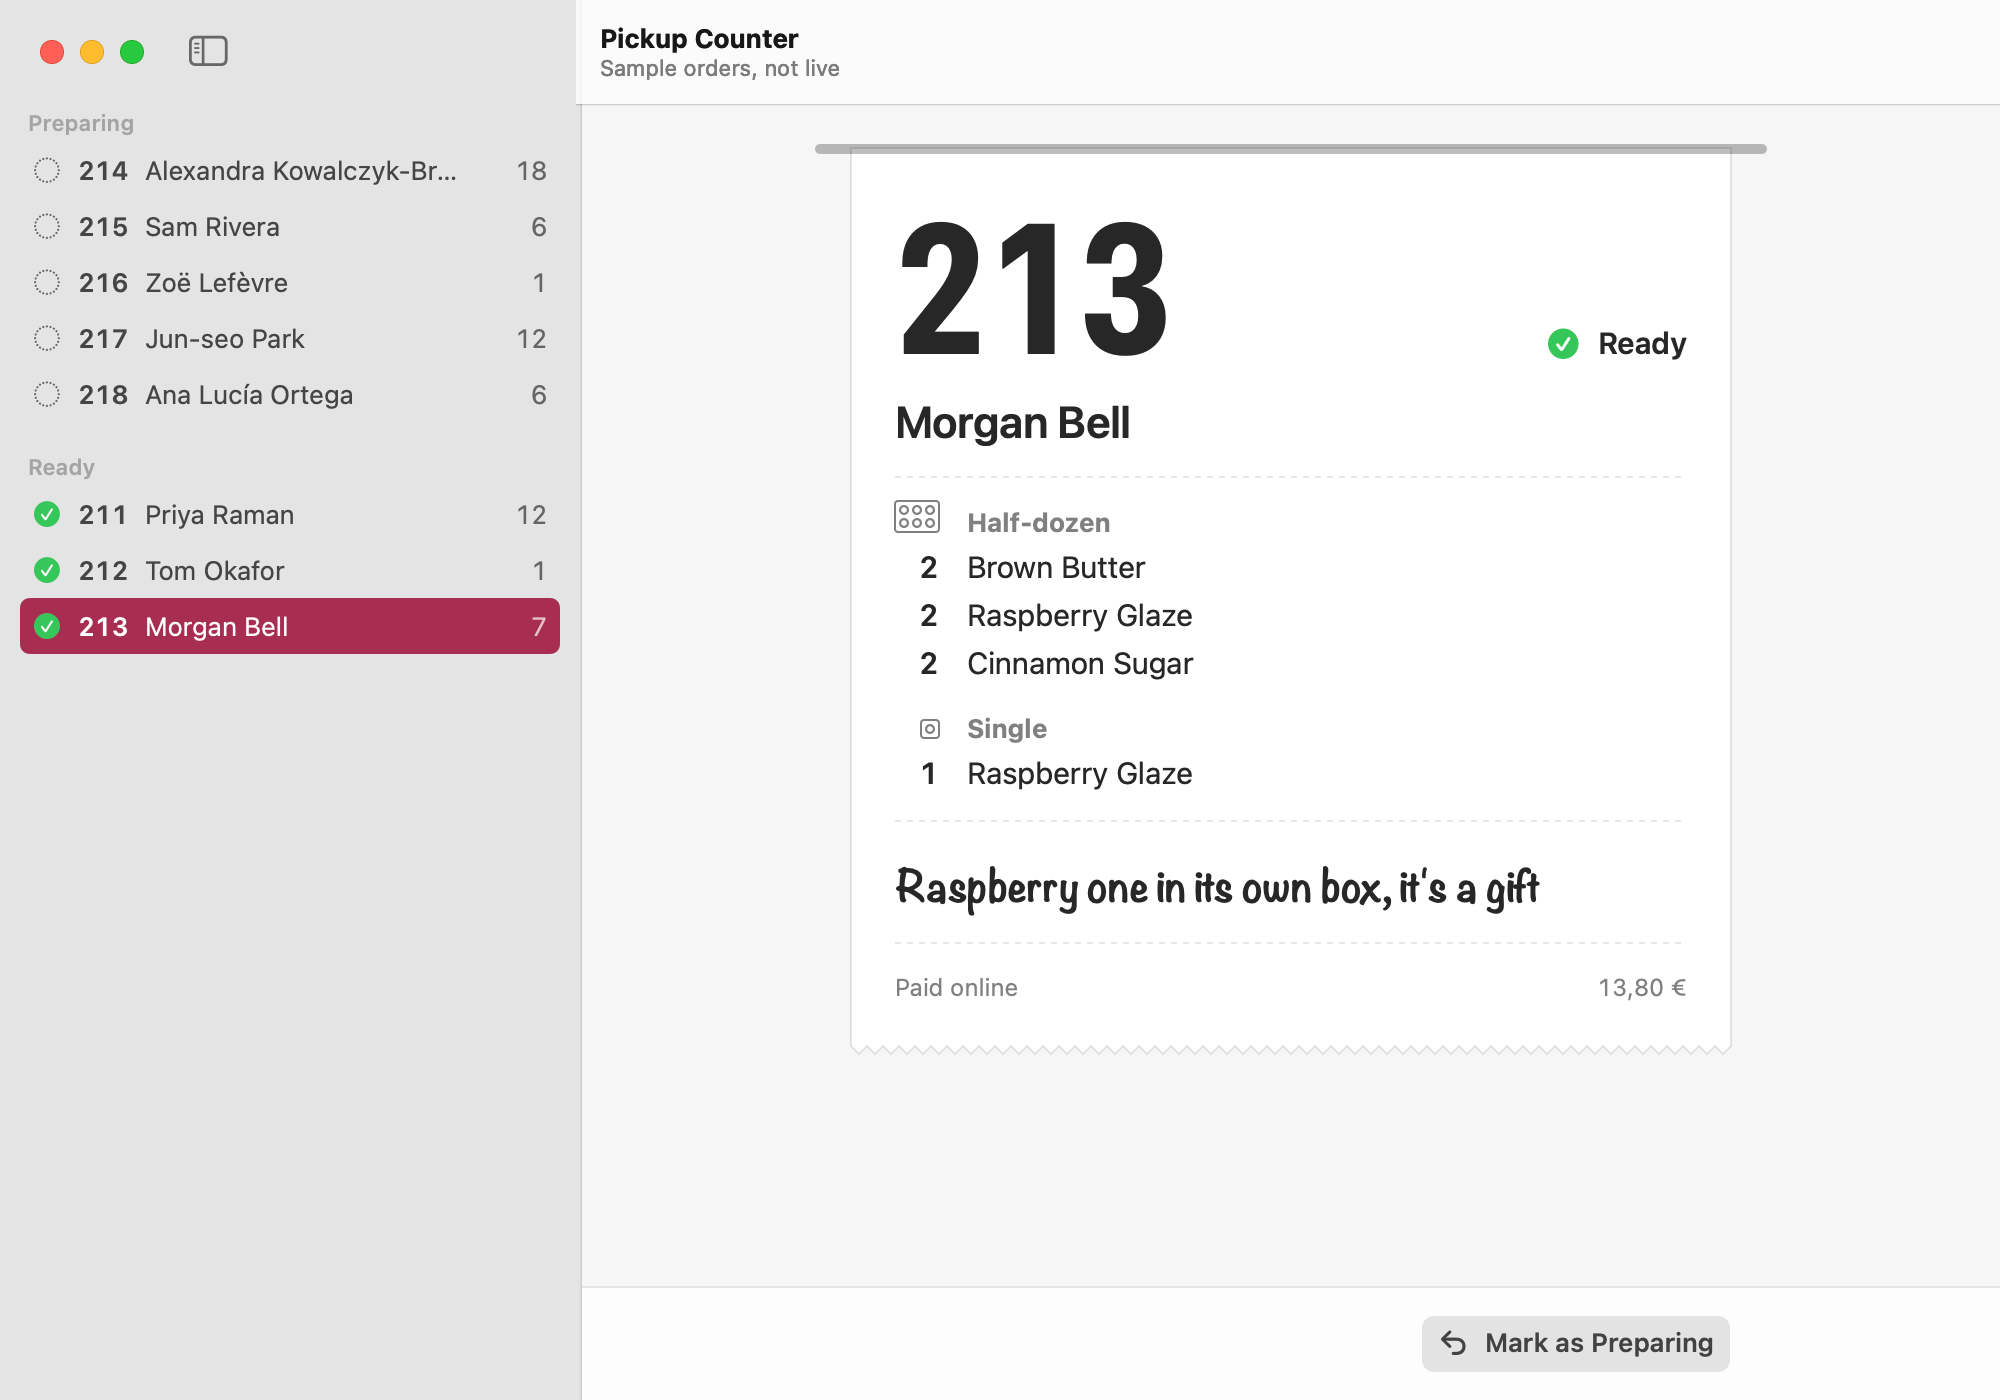 Pickup Counter
Sample orders, not live
Preparing
214 Alexandra Kowalczyk-Br... 18
215 Sam Rivera 6
216 Zoë Lefèvre 1
217 Jun-seo Park 12
218 Ana Lucía Ortega 6
Ready
211 Priya Raman 12
212 Tom Okafor 1
213 Morgan Bell 7
213
Ready
Morgan Bell
Half-dozen
2 Brown Butter
2 Raspberry Glaze
2 Cinnamon Sugar
Single
1 Raspberry Glaze
Raspberry one in its own box, it's a gift
Paid online 13,80 €
Mark as Preparing